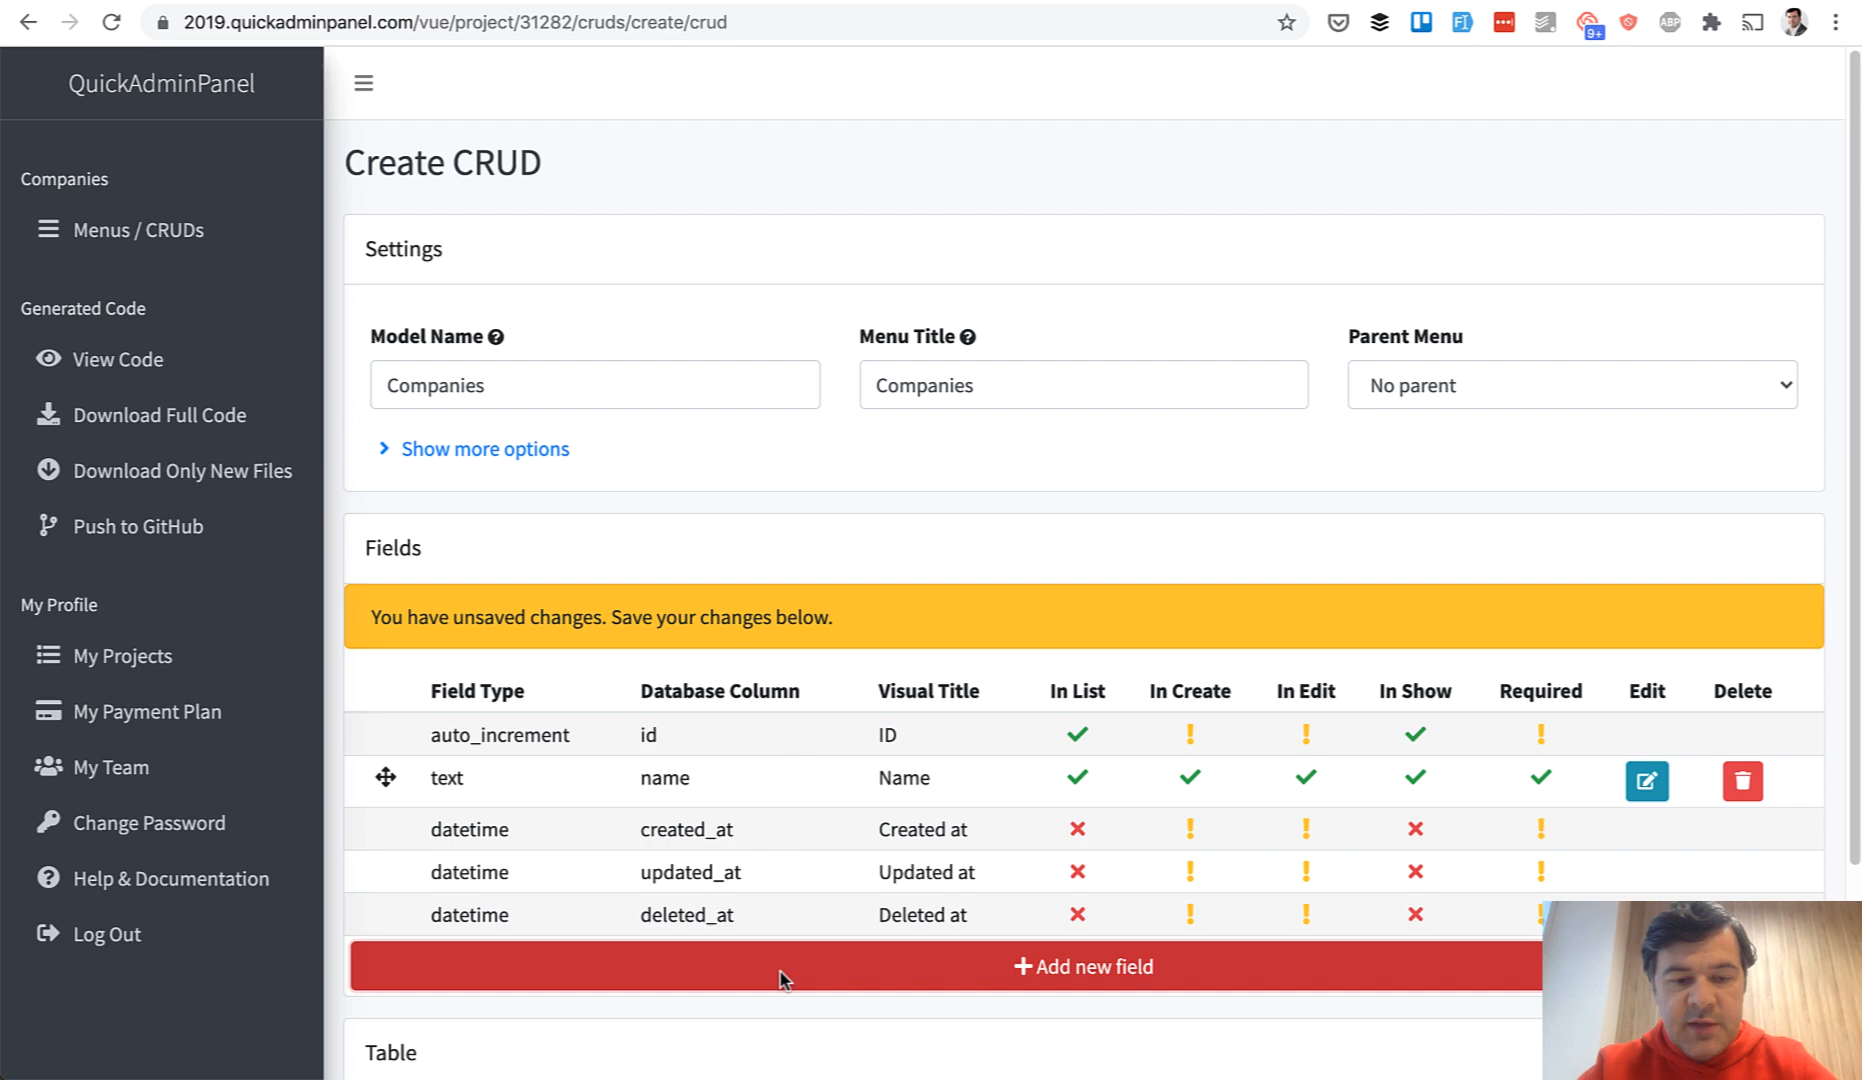 2019.quickadminpanel.com/vue/project/31282/cruds/create/crud
9+
ABP
QuickAdminPanel
Companies
Menus / CRUDs
Generated Code
View Code
Download Full Code
Download Only New Files
Push to GitHub
My Profile
My Projects
My Payment Plan
My Team
Change Password
Help & Documentation
Log Out
Create CRUD
Settings
Model Name Menu Title Parent Menu
Companies Companies No parent
Show more options
Fields
You have unsaved changes. Save your changes below.
Field Type Database Column Visual Title In List In Create In Edit In Show Required Edit Delete
auto_increment id ID
text name Name
datetime created_at Created at
datetime updated_at Updated at
datetime deleted_at Deleted at
+ Add new field
Table